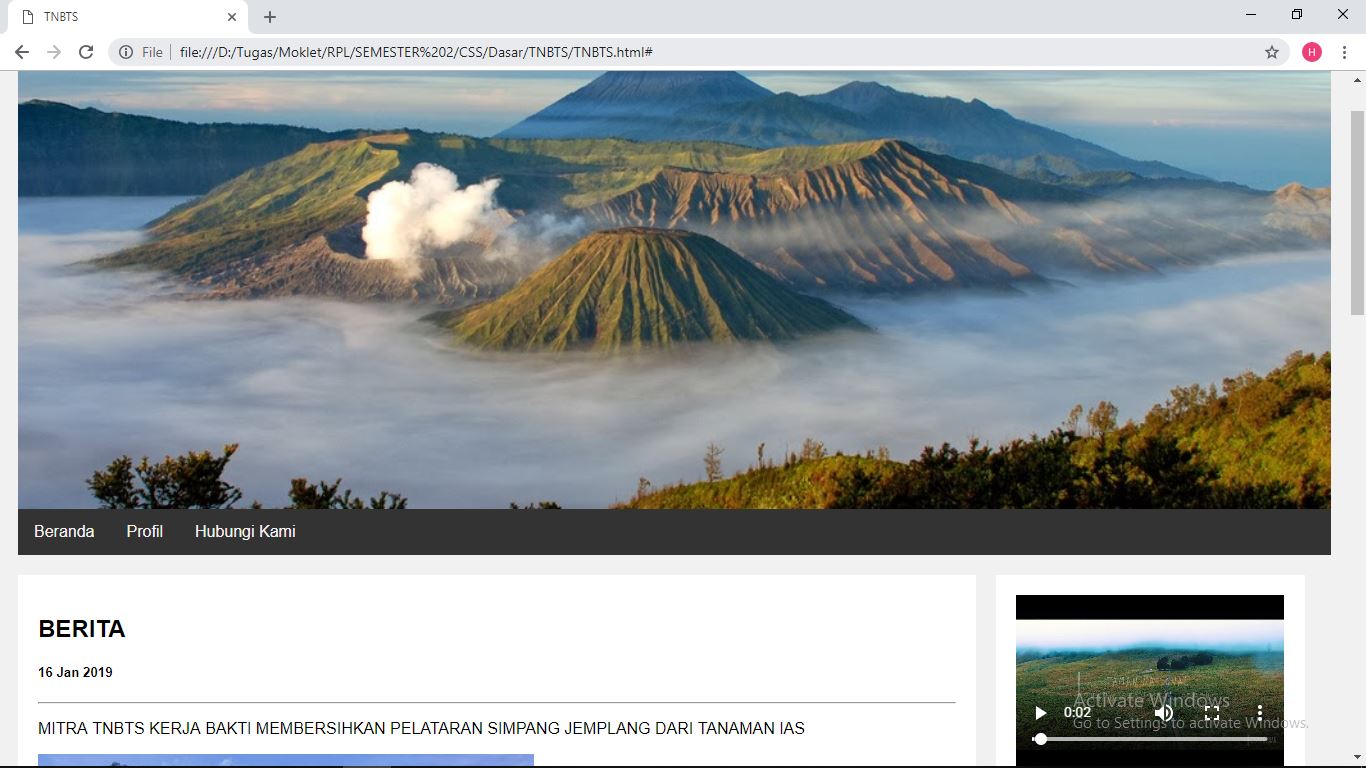 TNBTS
File
file:///D:/Tugas/Moklet/RPL/SEMESTER%202/CSS/Dasar/TNBTS/TNBTS.html#
H
Beranda
Profil
Hubungi Kami
BERITA
16 Jan 2019
MITRA TNBTS KERJA BAKTI MEMBERSIHKAN PELATARAN SIMPANG JEMPLANG DARI TANAMAN IAS
TAMAN NASIONAL
0:02
Activate Windows
Go to Settings to activate Windows.